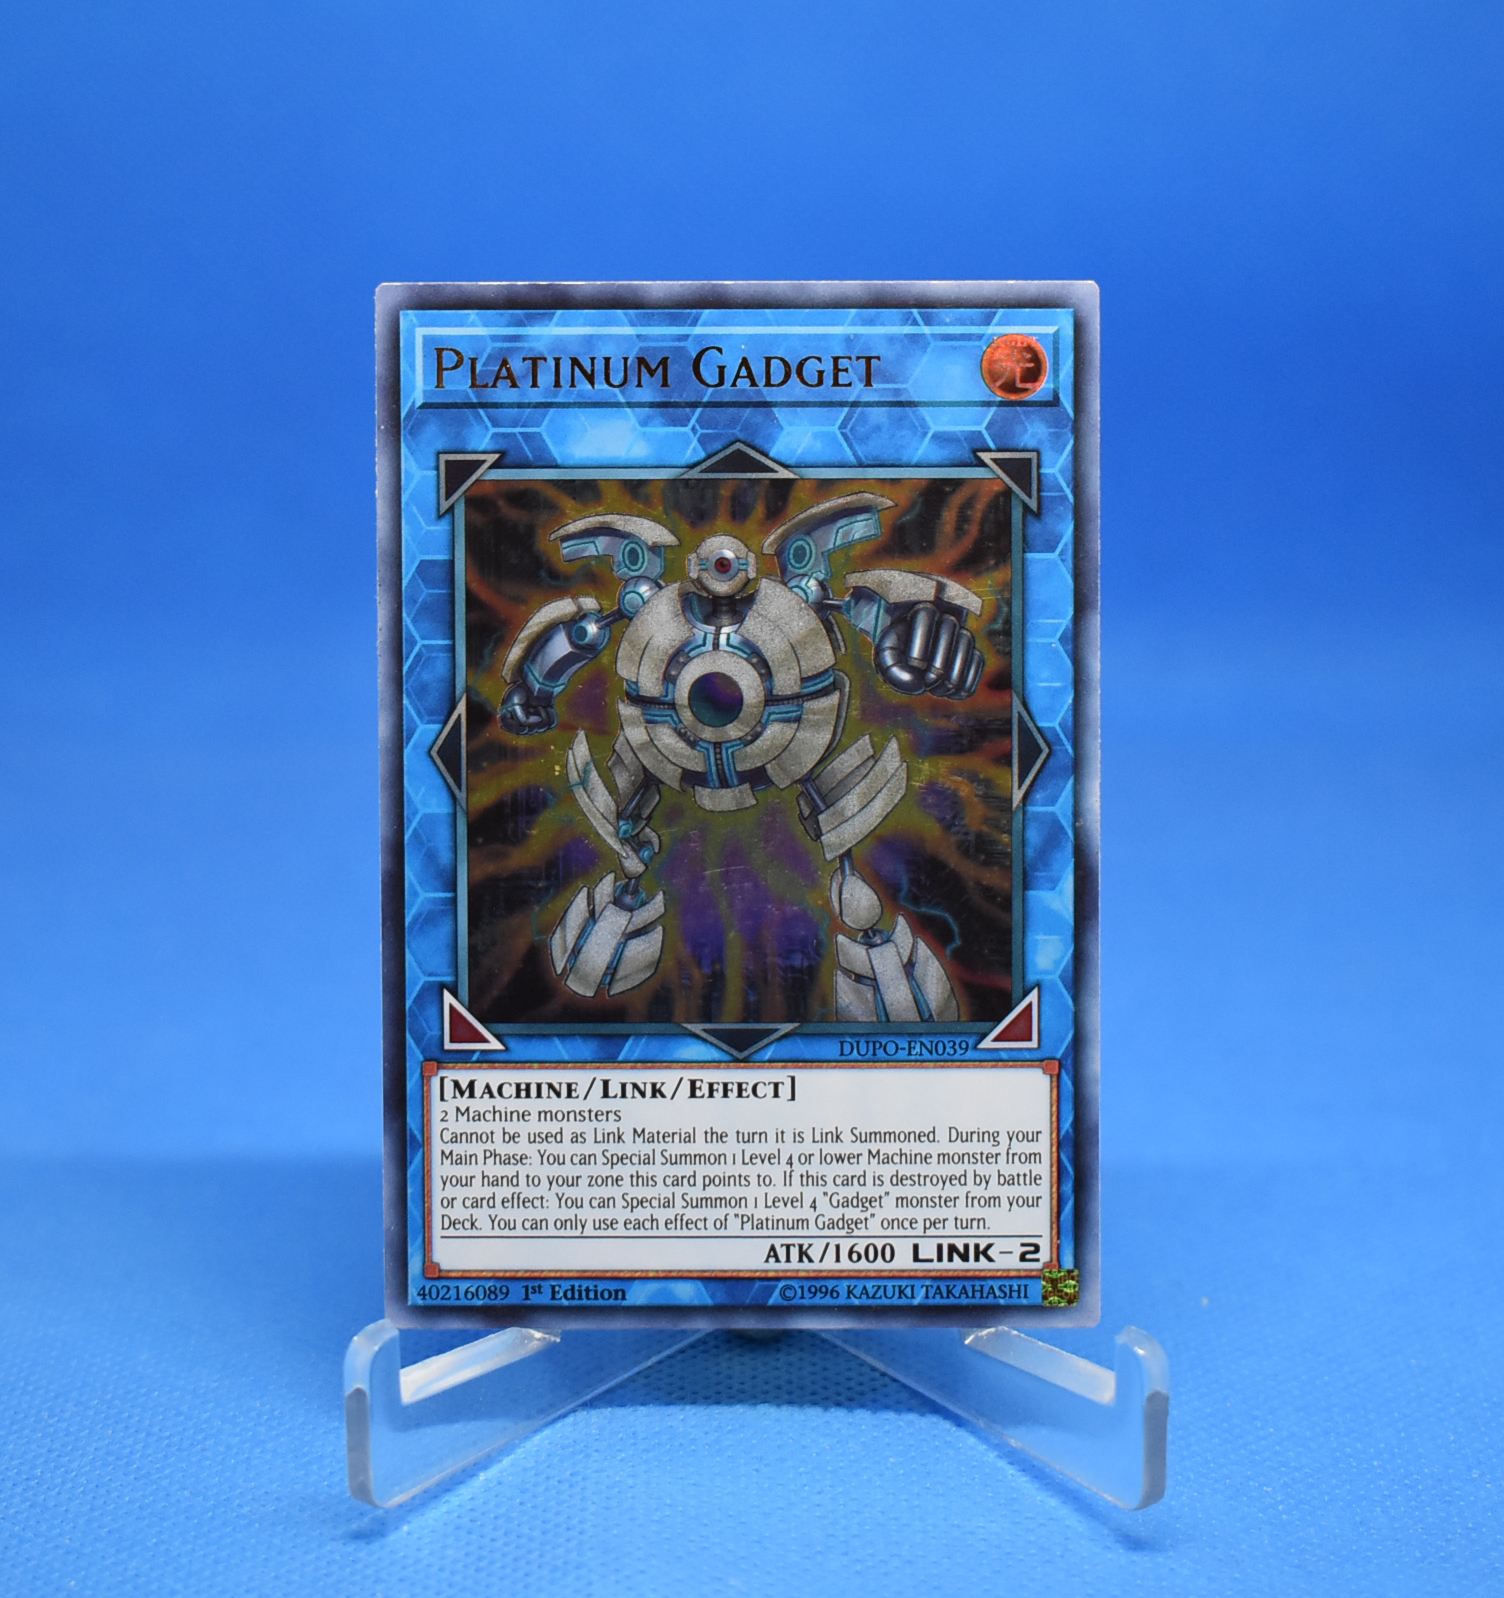 PLATINUM GADGET
光
DUPO-EN039
[MACHINE/LINK/EFFECT]
2 Machine monsters
Cannot be used as Link Material the turn it is Link Summoned. During your
Main Phase: You can Special Summon 1 Level 4 or lower Machine monster from
your hand to your zone this card points to. If this card is destroyed by battle
or card effect: You can Special Summon 1 Level 4 "Gadget" monster from your
Deck. You can only use each effect of "Platinum Gadget" once per turn.
ATK/1600 LINK-2
40216089 1st Edition ©1996 KAZUKI TAKAHASHI